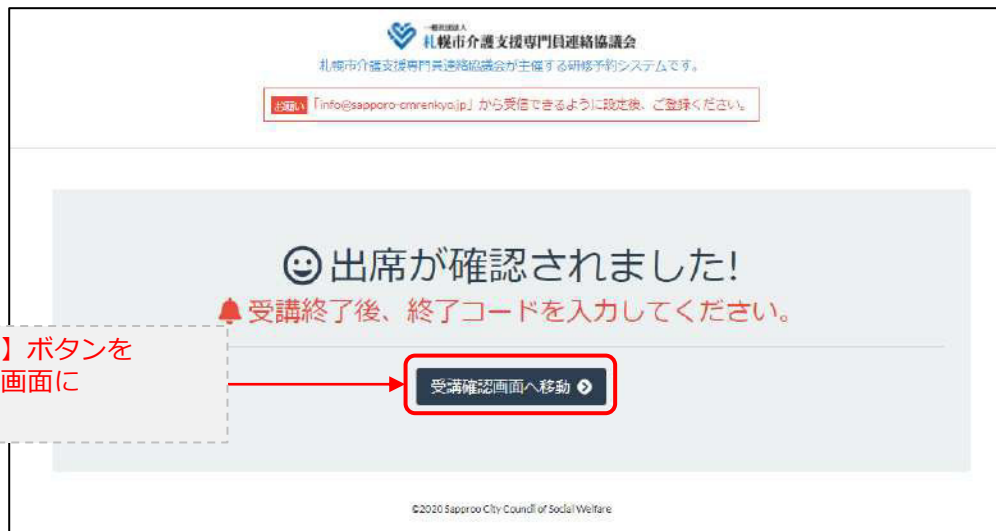 一般社団法人
札幌市介護支援専門員連絡協議会
札幌市介護支援専門員連絡協議会が主催する研修予約システムです。
お願い 「info@sapporo-cmrenkyo.jp」から受信できるように設定後、ご登録ください。
出席が確認されました!
受講終了後、終了コードを入力してください。
】ボタンを
画面に
受講確認画面へ移動
©2020 Sapproo City Council of Social Welfare